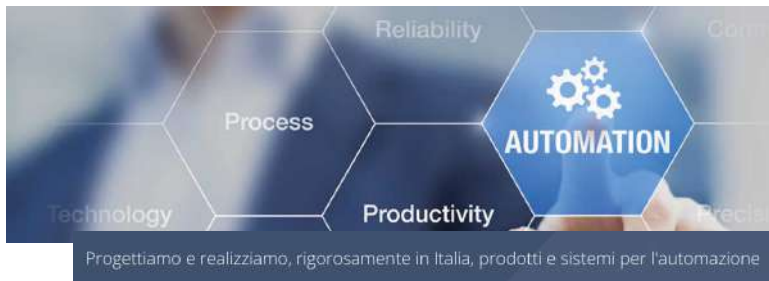 Reliability
Process
AUTOMATION
Technology
Productivity
Progettiamo e realizziamo, rigorosamente in Italia, prodotti e sistemi per l'automazione